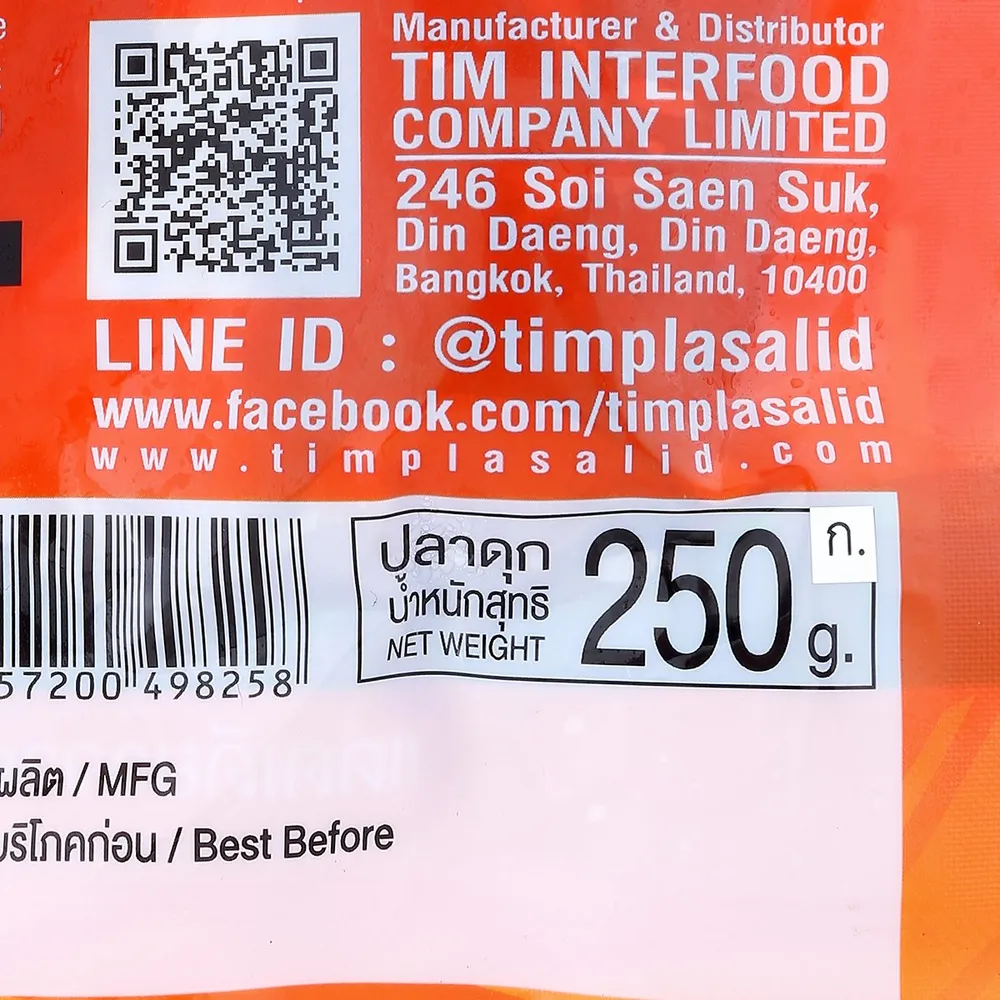 Manufacturer & Distributor
TIM INTERFOOD
COMPANY LIMITED
246 Soi Saen Suk,
Din Daeng, Din Daeng,
Bangkok, Thailand, 10400
LINE ID : @timplasalid
www.facebook.com/timplasalid
www.timplasalid.com
ปลาดุก
น้ำหนักสุทธิ
NET WEIGHT
250 ก.
g.
57200 498258
ผลิต / MFG
บริโภคก่อน / Best Before